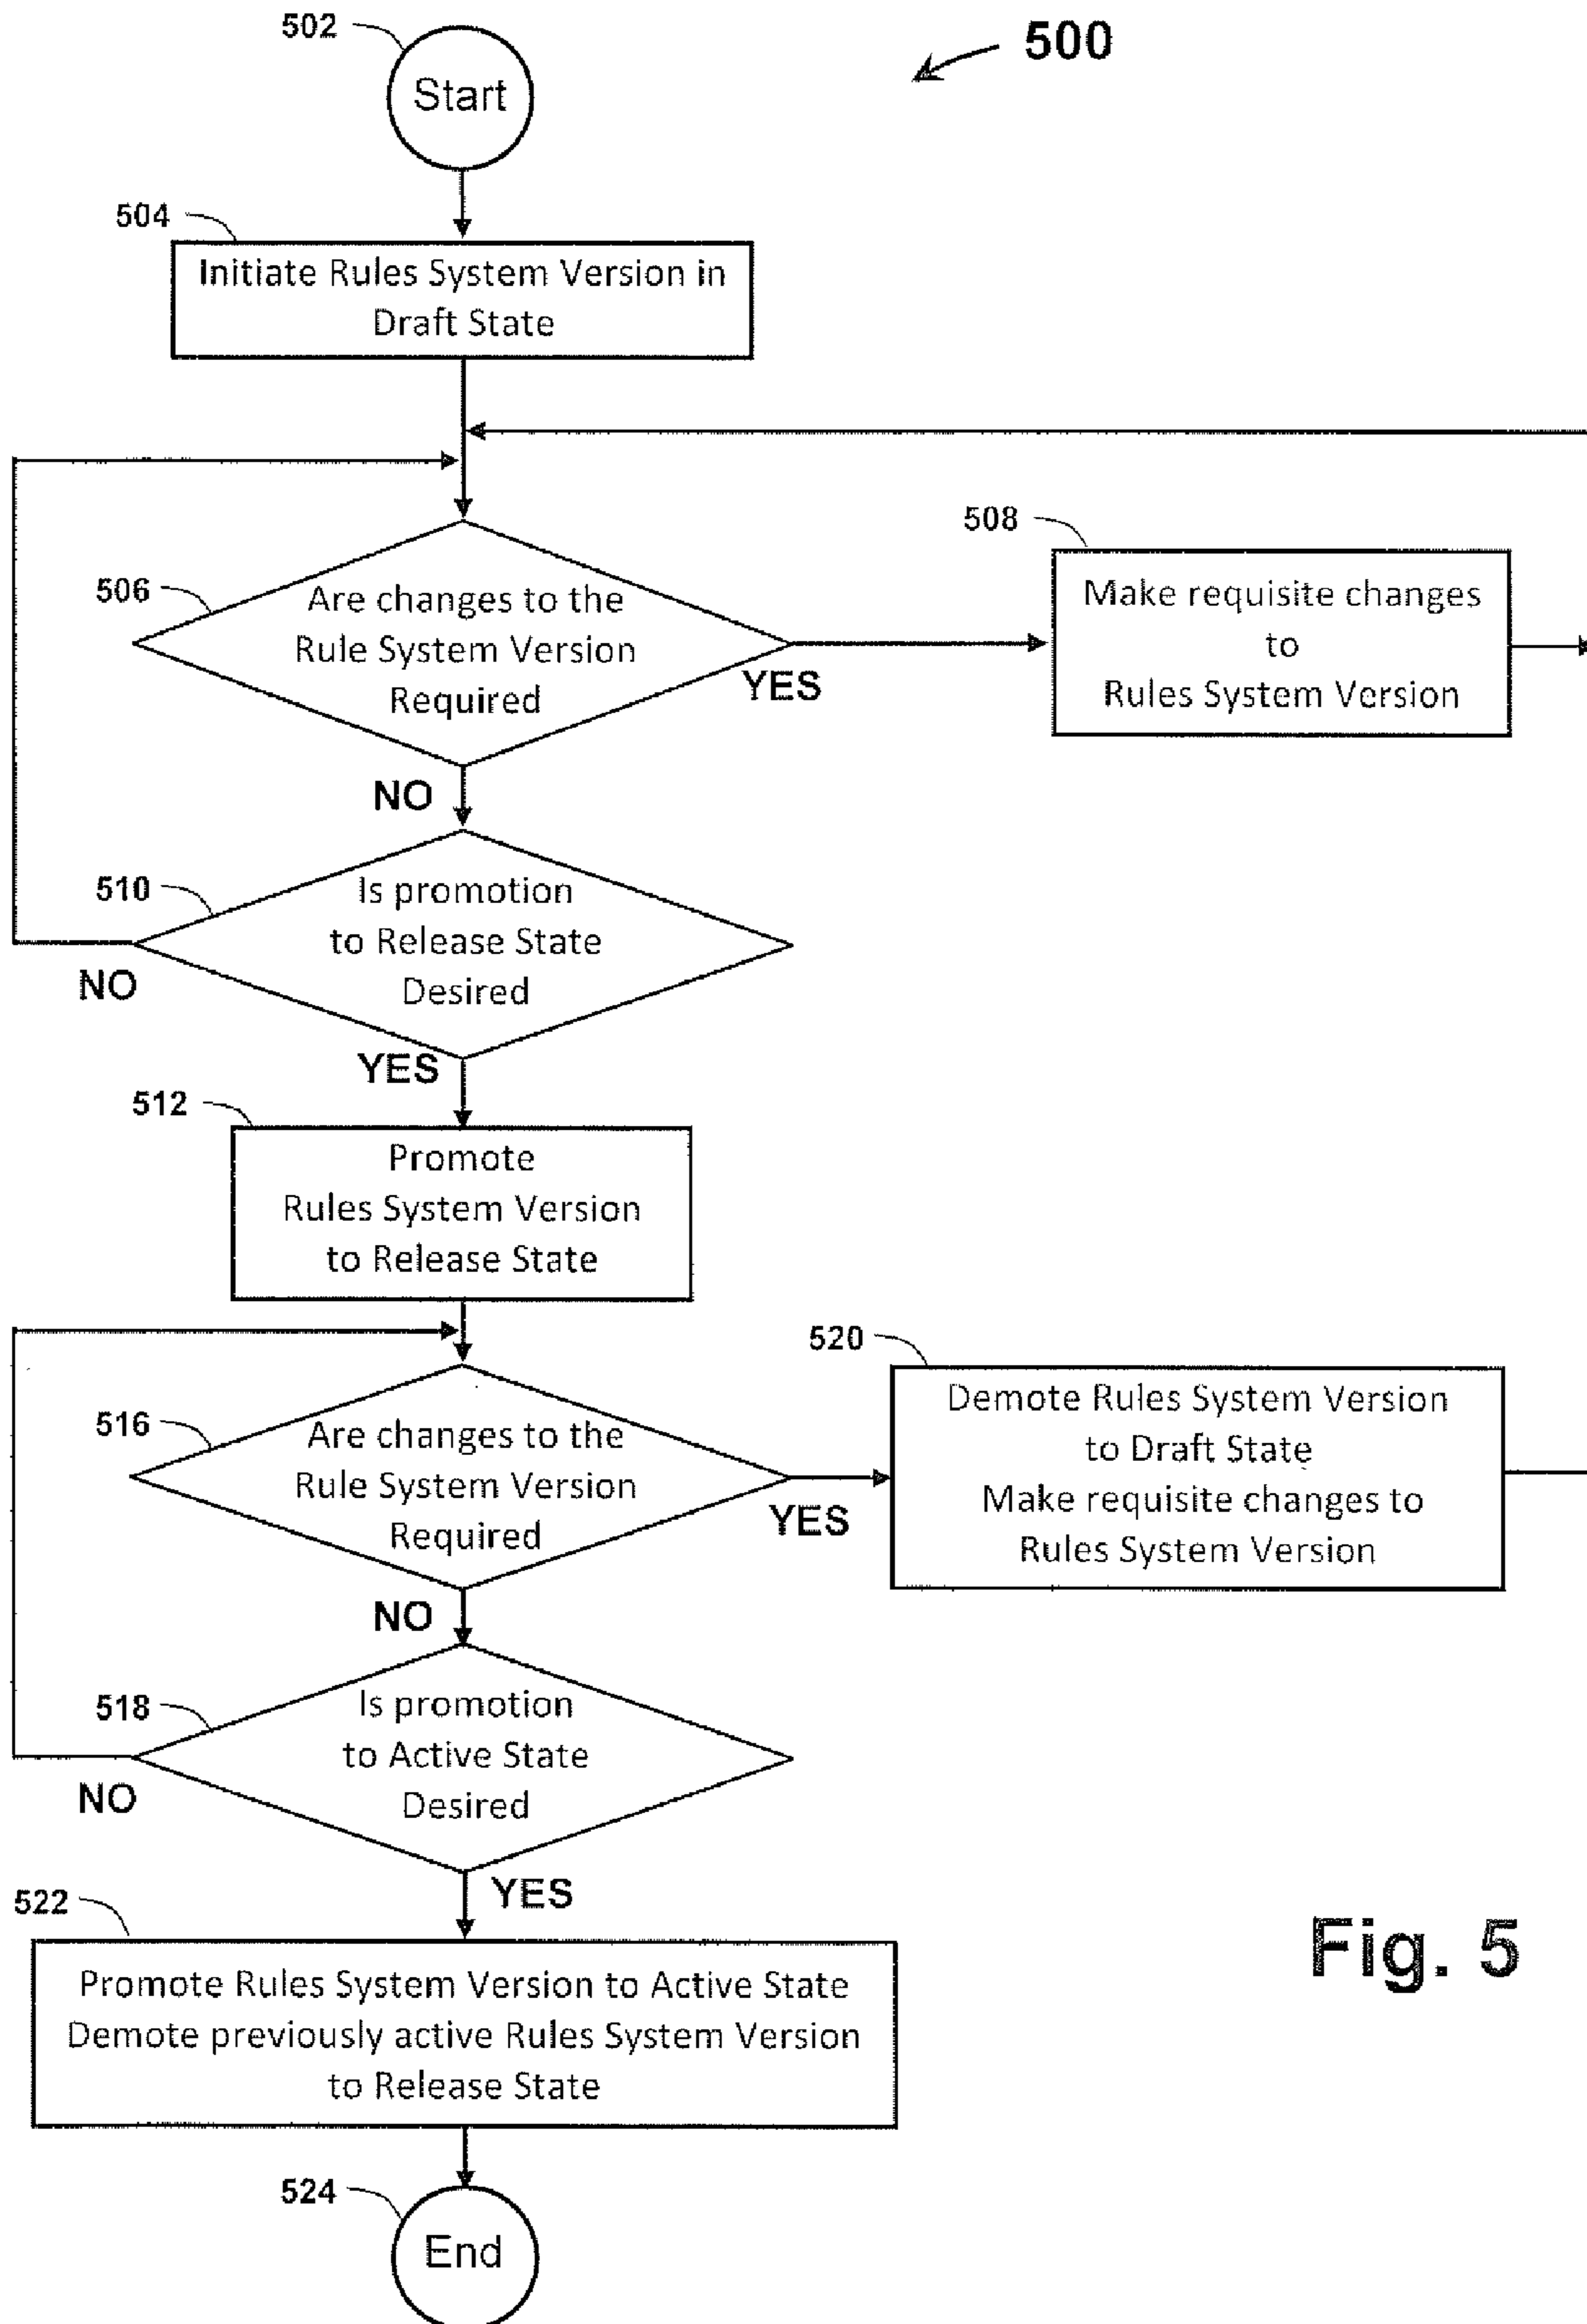 502
Start
500
504
Initiate Rules System Version in
Draft State
506
Are changes to the
Rule System Version
Required
YES
508
Make requisite changes
to
Rules System Version
NO
510
Is promotion
to Release State
Desired
NO
YES
512
Promote
Rules System Version
to Release State
516
Are changes to the
Rule System Version
Required
YES
520
Demote Rules System Version
to Draft State
Make requisite changes to
Rules System Version
NO
518
Is promotion
to Active State
Desired
NO
YES
522
Promote Rules System Version to Active State
Demote previously active Rules System Version
to Release State
524
End
Fig. 5